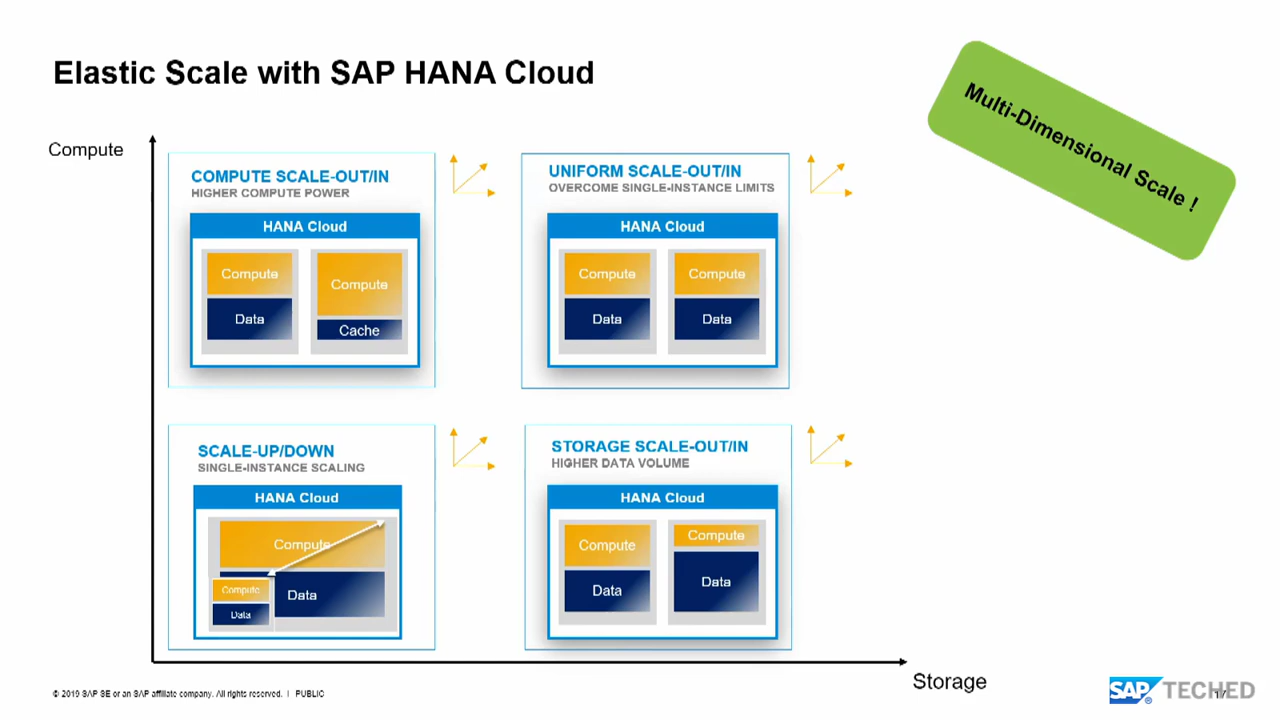 Elastic Scale with SAP HANA Cloud
Multi-Dimensional Scale !
Compute
COMPUTE SCALE-OUT/IN
HIGHER COMPUTE POWER
HANA Cloud
Compute
Data
Compute
Cache
UNIFORM SCALE-OUT/IN
OVERCOME SINGLE-INSTANCE LIMITS
HANA Cloud
Compute
Data
Compute
Data
SCALE-UP/DOWN
SINGLE-INSTANCE SCALING
HANA Cloud
Compute
Data
Compute
Data
STORAGE SCALE-OUT/IN
HIGHER DATA VOLUME
HANA Cloud
Compute
Data
Compute
Data
Storage
© 2019 SAP SE or an SAP affiliate company. All rights reserved. I PUBLIC
SAP TECHED
17